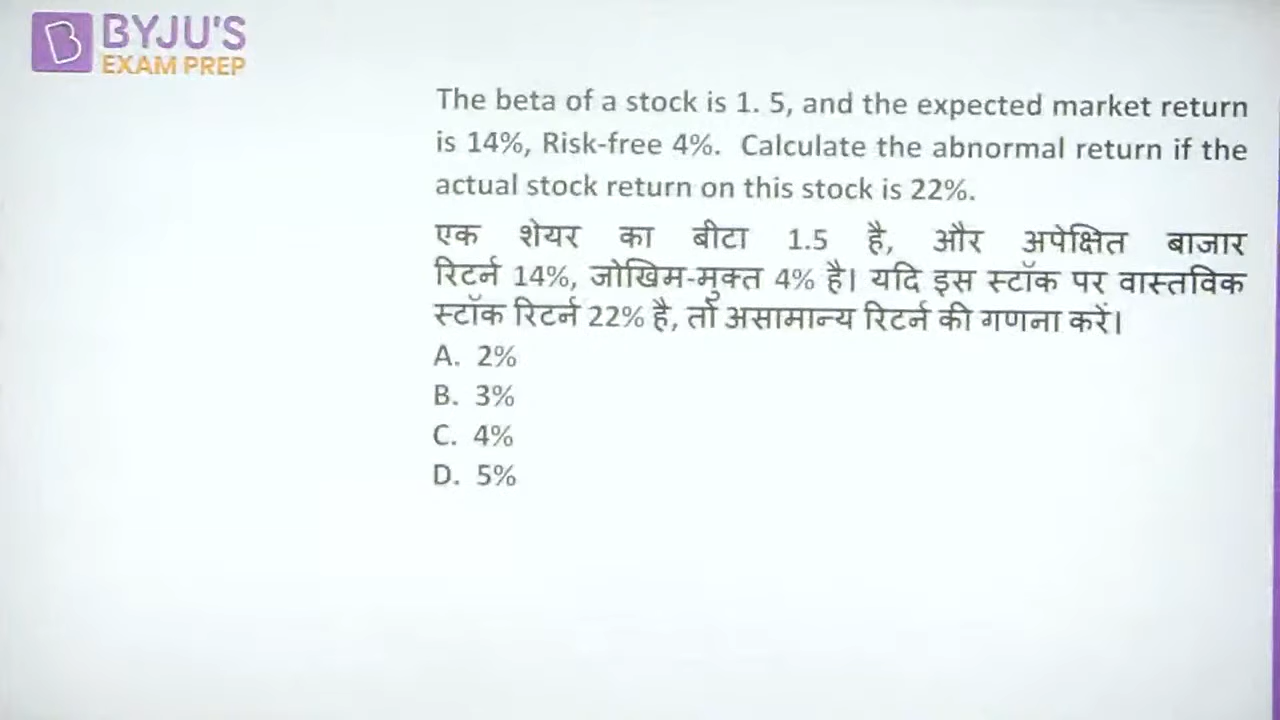 BYJU'S
EXAM PREP
The beta of a stock is 1. 5, and the expected market return
is 14%, Risk-free 4%. Calculate the abnormal return if the
actual stock return on this stock is 22%.
एक शेयर का बीटा 1.5 है, और अपेक्षित बाजार
रिटर्न 14%, जोखिम-मुक्त 4% है। यदि इस स्टॉक पर वास्तविक
स्टॉक रिटर्न 22% है, तो असामान्य रिटर्न की गणना करें।
A. 2%
B. 3%
C. 4%
D. 5%